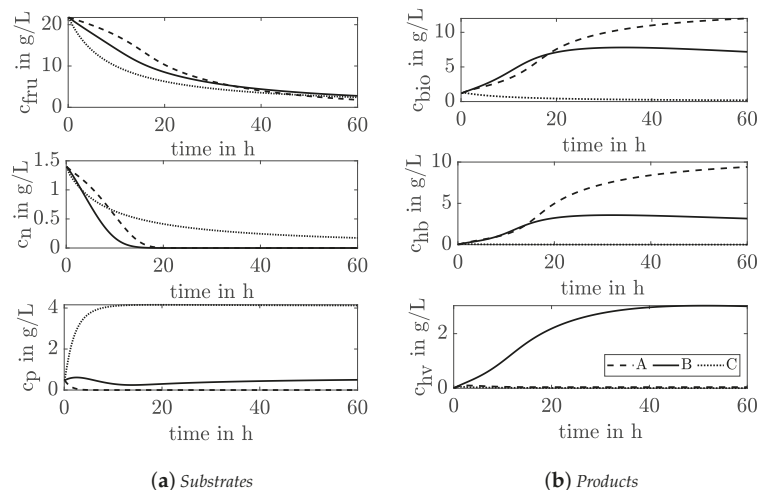 20
10
0
0 20 40 60
time in h
c_fru in g/L
1.5
1
0.5
0
0 20 40 60
time in h
c_n in g/L
4
2
0
0 20 40 60
time in h
c_p in g/L
(a) Substrates
10
5
0
0 20 40 60
time in h
c_bio in g/L
10
5
0
0 20 40 60
time in h
c_hb in g/L
2
0
0 20 40 60
time in h
c_hv in g/L
A B C
(b) Products